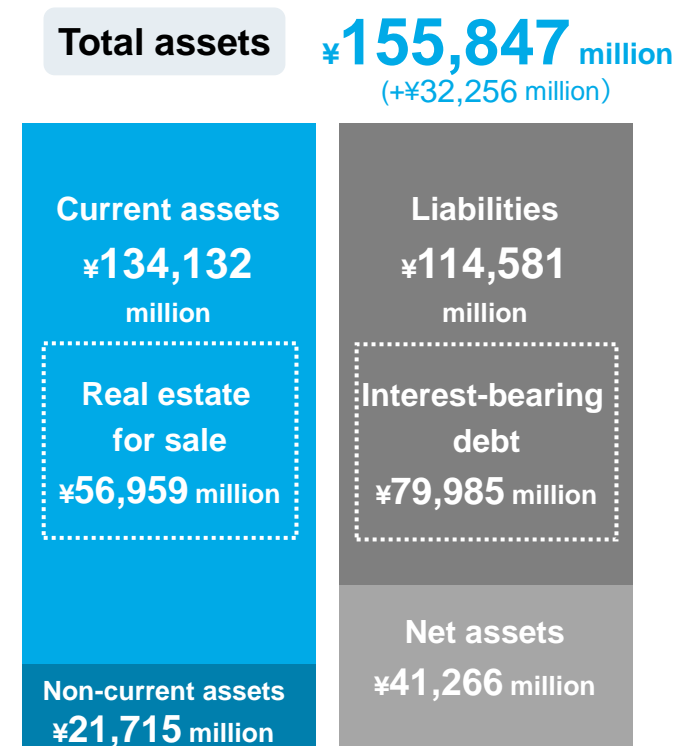 Total assets
¥155,847 million
(+¥32,256 million）
Current assets
¥134,132
million
Real estate
for sale
¥56,959 million
Non-current assets
¥21,715 million
Liabilities
¥114,581
million
Interest-bearing
debt
¥79,985 million
Net assets
¥41,266 million